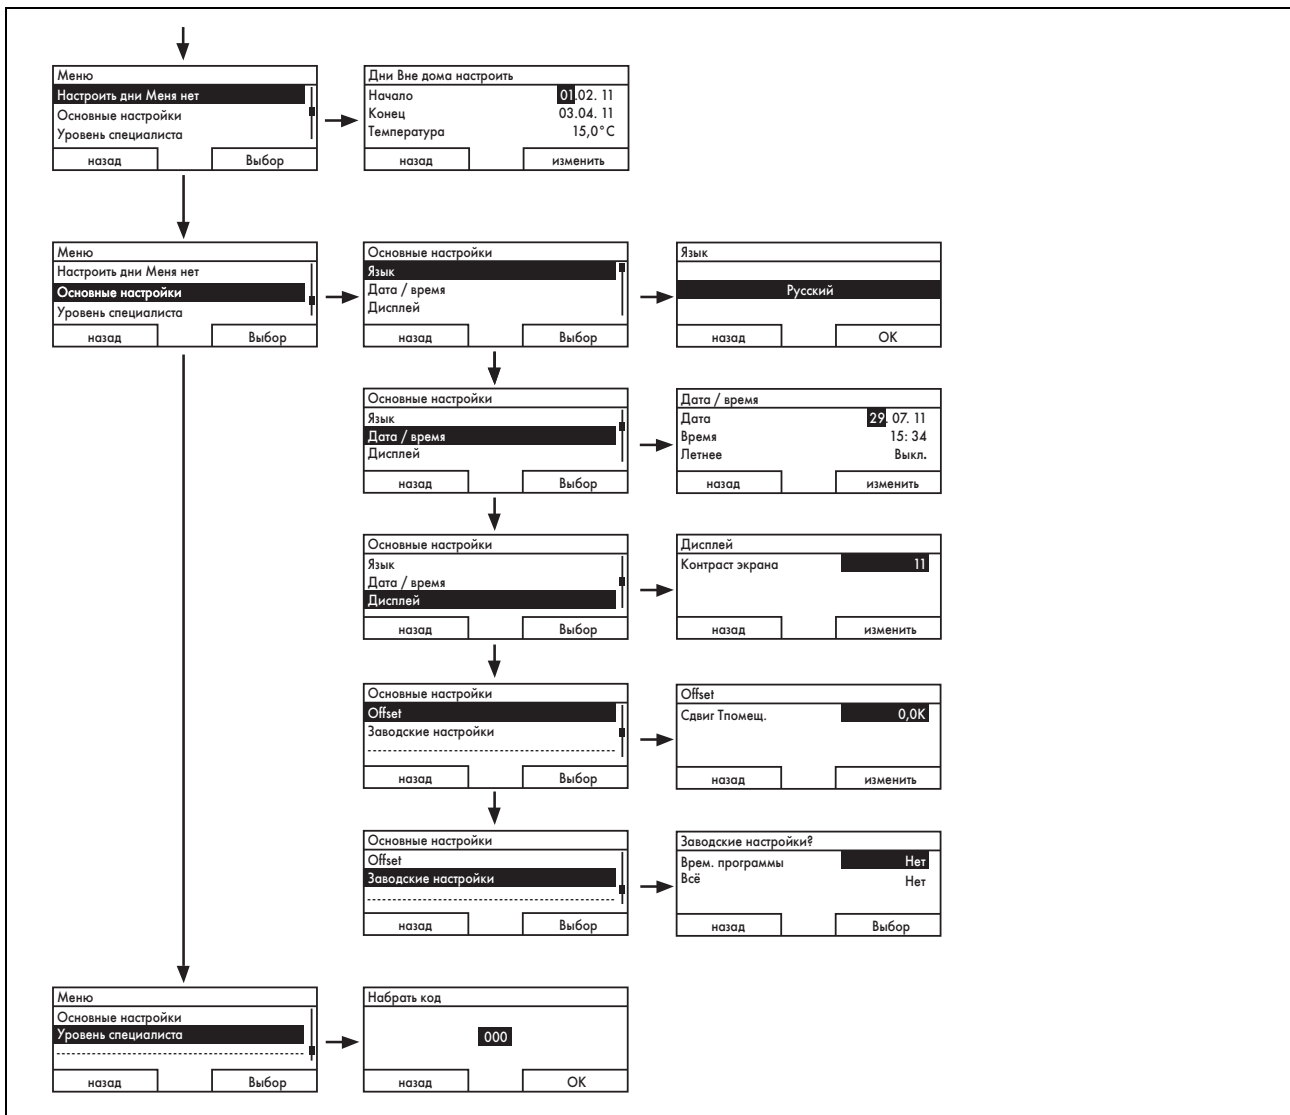 Меню
Настроить дни Меня нет
Основные настройки
Уровень специалиста
назад Выбор
Дни Вне дома настроить
Начало 01.02. 11
Конец 03.04. 11
Температура 15,0°C
назад изменить
Меню
Настроить дни Меня нет
Основные настройки
Уровень специалиста
назад Выбор
Основные настройки
Язык
Дата / время
Дисплей
назад Выбор
Язык
Русский
назад OK
Основные настройки
Язык
Дата / время
Дисплей
назад Выбор
Дата / время
Дата 29. 07. 11
Время 15: 34
Летнее Выкл.
назад изменить
Основные настройки
Язык
Дата / время
Дисплей
назад Выбор
Дисплей
Контраст экрана 11
назад изменить
Основные настройки
Offset
Заводские настройки
назад Выбор
Offset
Сдвиг Tпомещ. 0,0K
назад изменить
Основные настройки
Offset
Заводские настройки
назад Выбор
Заводские настройки?
Врем. программы Нет
Всё Нет
назад Выбор
Меню
Основные настройки
Уровень специалиста
назад Выбор
Набрать код
000
назад OK